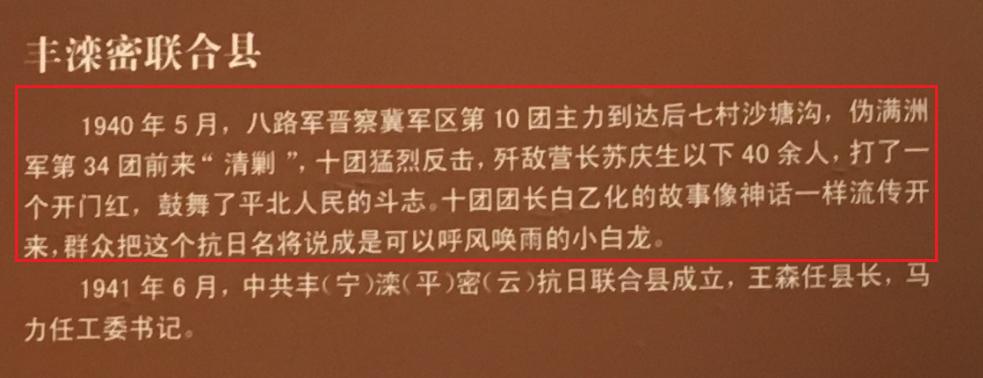 丰滦密联合县
1940 年 5 月，八路军晋察冀军区第 10 团主力到达后七村沙塘沟，伪满洲
军第 34 团前来“ 清剿 ”，十团猛烈反击，歼敌营长苏庆生以下 40 余人，打了一
个开门红，鼓舞了平北人民的斗志。十团团长白乙化的故事像神话一样流传开
来，群众把这个抗日名将说成是可以呼风唤雨的小白龙。
1941 年 6 月，中共丰（宁）滦（平）密（云）抗日联合县成立，王森任县长，马
力任工委书记。